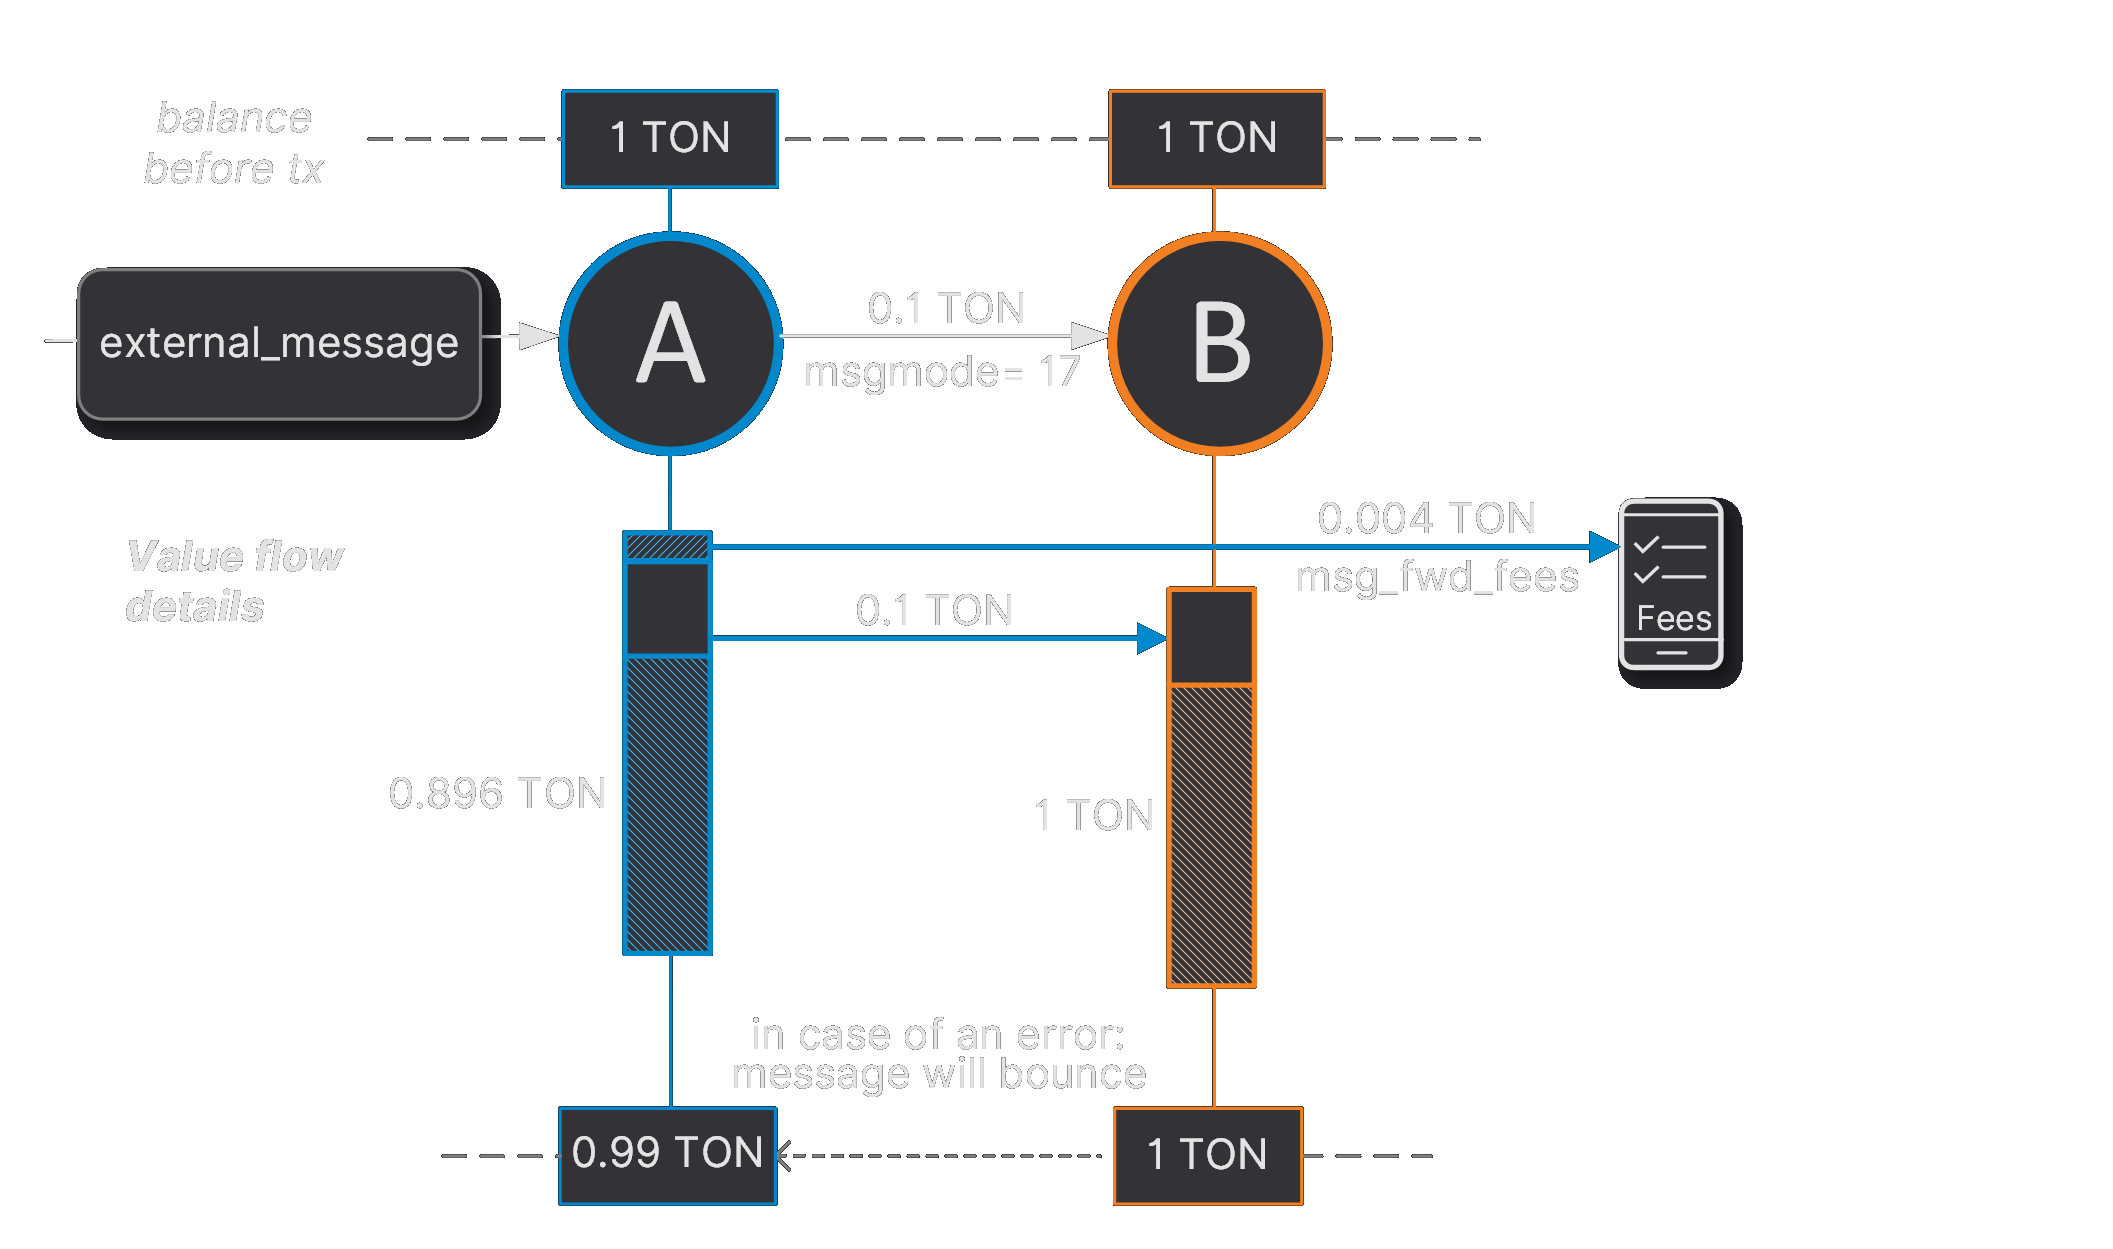 balance
before tx
1 TON
1 TON
external_message
A
0.1 TON
msgmode= 17
B
Value flow
details
0.004 TON
msg_fwd_fees
Fees
0.1 TON
0.896 TON
1 TON
in case of an error:
message will bounce
0.99 TON
1 TON